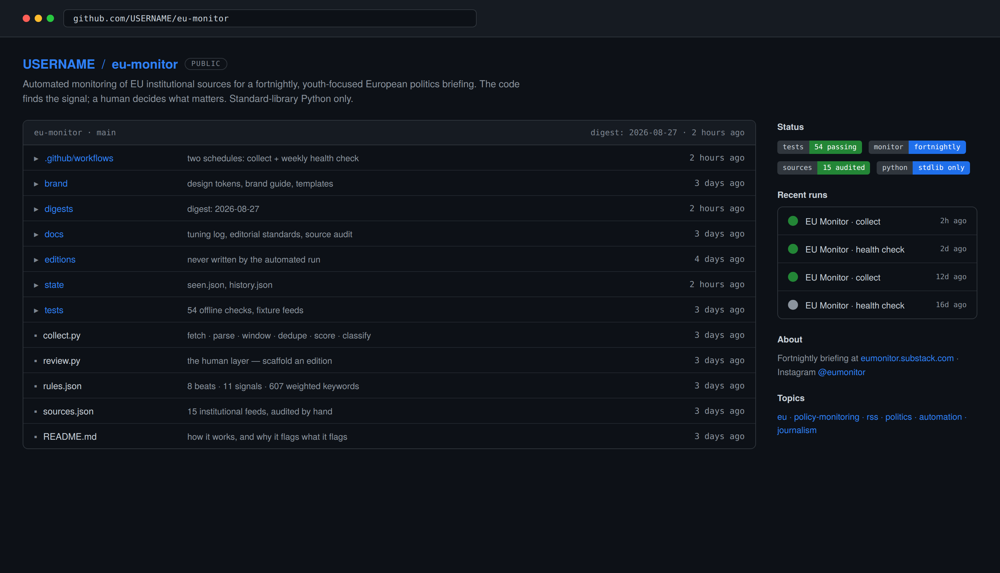 github.com/USERNAME/eu-monitor
USERNAME / eu-monitor PUBLIC
Automated monitoring of EU institutional sources for a fortnightly, youth-focused European politics briefing. The code
finds the signal; a human decides what matters. Standard-library Python only.
eu-monitor · main digest: 2026-08-27 · 2 hours ago
▸ .github/workflows two schedules: collect + weekly health check 2 hours ago
▸ brand design tokens, brand guide, templates 3 days ago
▸ digests digest: 2026-08-27 2 hours ago
▸ docs tuning log, editorial standards, source audit 3 days ago
▸ editions never written by the automated run 4 days ago
▸ state seen.json, history.json 2 hours ago
▸ tests 54 offline checks, fixture feeds 3 days ago
▪ collect.py fetch · parse · window · dedupe · score · classify 3 days ago
▪ review.py the human layer — scaffold an edition 3 days ago
▪ rules.json 8 beats · 11 signals · 607 weighted keywords 3 days ago
▪ sources.json 15 institutional feeds, audited by hand 3 days ago
▪ README.md how it works, and why it flags what it flags 3 days ago
Status
tests 54 passing monitor fortnightly
sources 15 audited python stdlib only
Recent runs
EU Monitor · collect 2h ago
EU Monitor · health check 2d ago
EU Monitor · collect 12d ago
EU Monitor · health check 16d ago
About
Fortnightly briefing at eumonitor.substack.com ·
Instagram @eumonitor
Topics
eu · policy-monitoring · rss · politics · automation ·
journalism